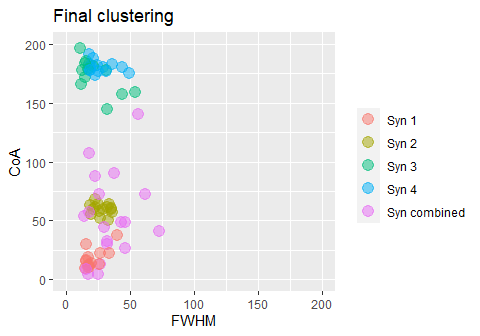 Final clustering
200
150
100
50
0
CoA
0 50 100 150 200
FWHM
Syn 1
Syn 2
Syn 3
Syn 4
Syn combined